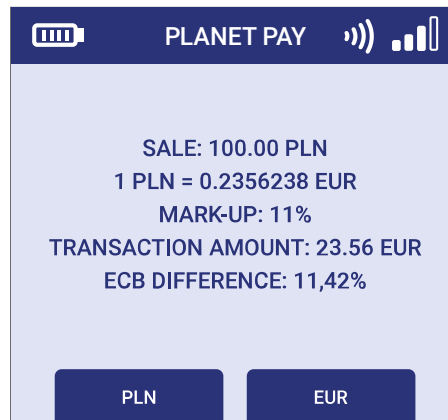 PLANET PAY
SALE: 100.00 PLN
1 PLN = 0.2356238 EUR
MARK-UP: 11%
TRANSACTION AMOUNT: 23.56 EUR
ECB DIFFERENCE: 11,42%
PLN EUR